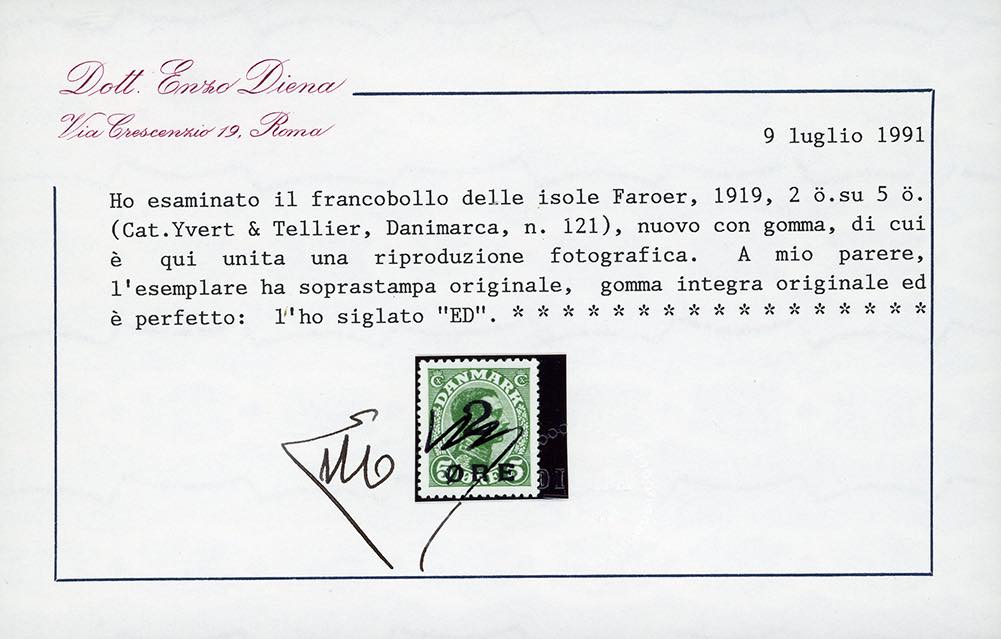 Dott. Enzo Diena
Via Crescenzio 19, Roma
9 luglio 1991
Ho esaminato il francobollo delle isole Faroer, 1919, 2 ö.su 5 ö.
(Cat.Yvert & Tellier, Danimarca, n. 121), nuovo con gomma, di cui
è qui unita una riproduzione fotografica. A mio parere,
l'esemplare ha soprastampa originale, gomma integra originale ed
è perfetto: l'ho siglato "ED". * * * * * * * * * * * * * * * * *
DANMARK
5 5
ØRE